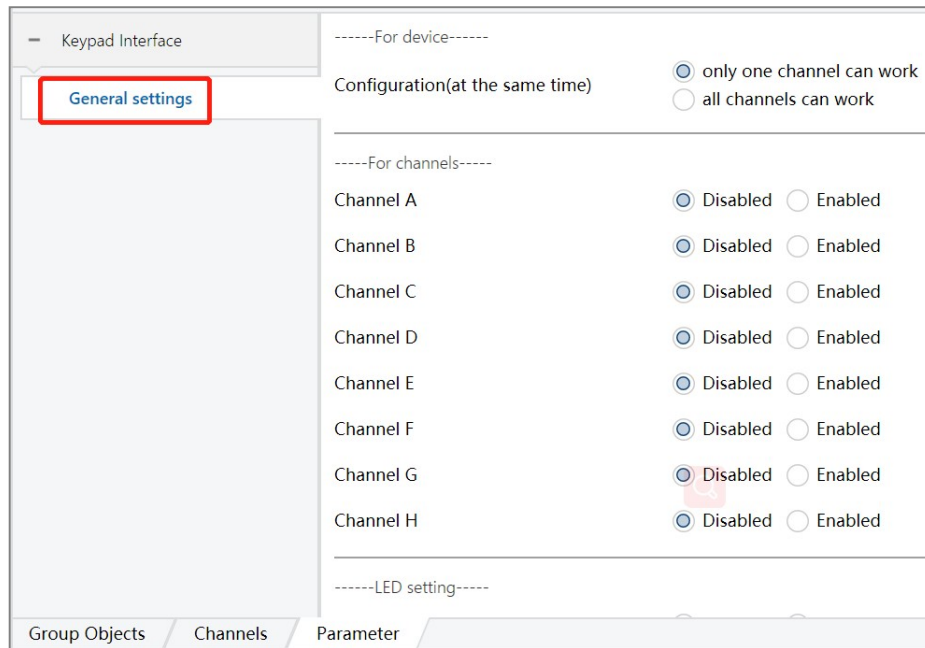 − Keypad Interface
General settings
------For device------
Configuration(at the same time)
only one channel can work
all channels can work
-----For channels-----
Channel A Disabled Enabled
Channel B Disabled Enabled
Channel C Disabled Enabled
Channel D Disabled Enabled
Channel E Disabled Enabled
Channel F Disabled Enabled
Channel G Disabled Enabled
Channel H Disabled Enabled
------LED setting-----
Group Objects Channels Parameter